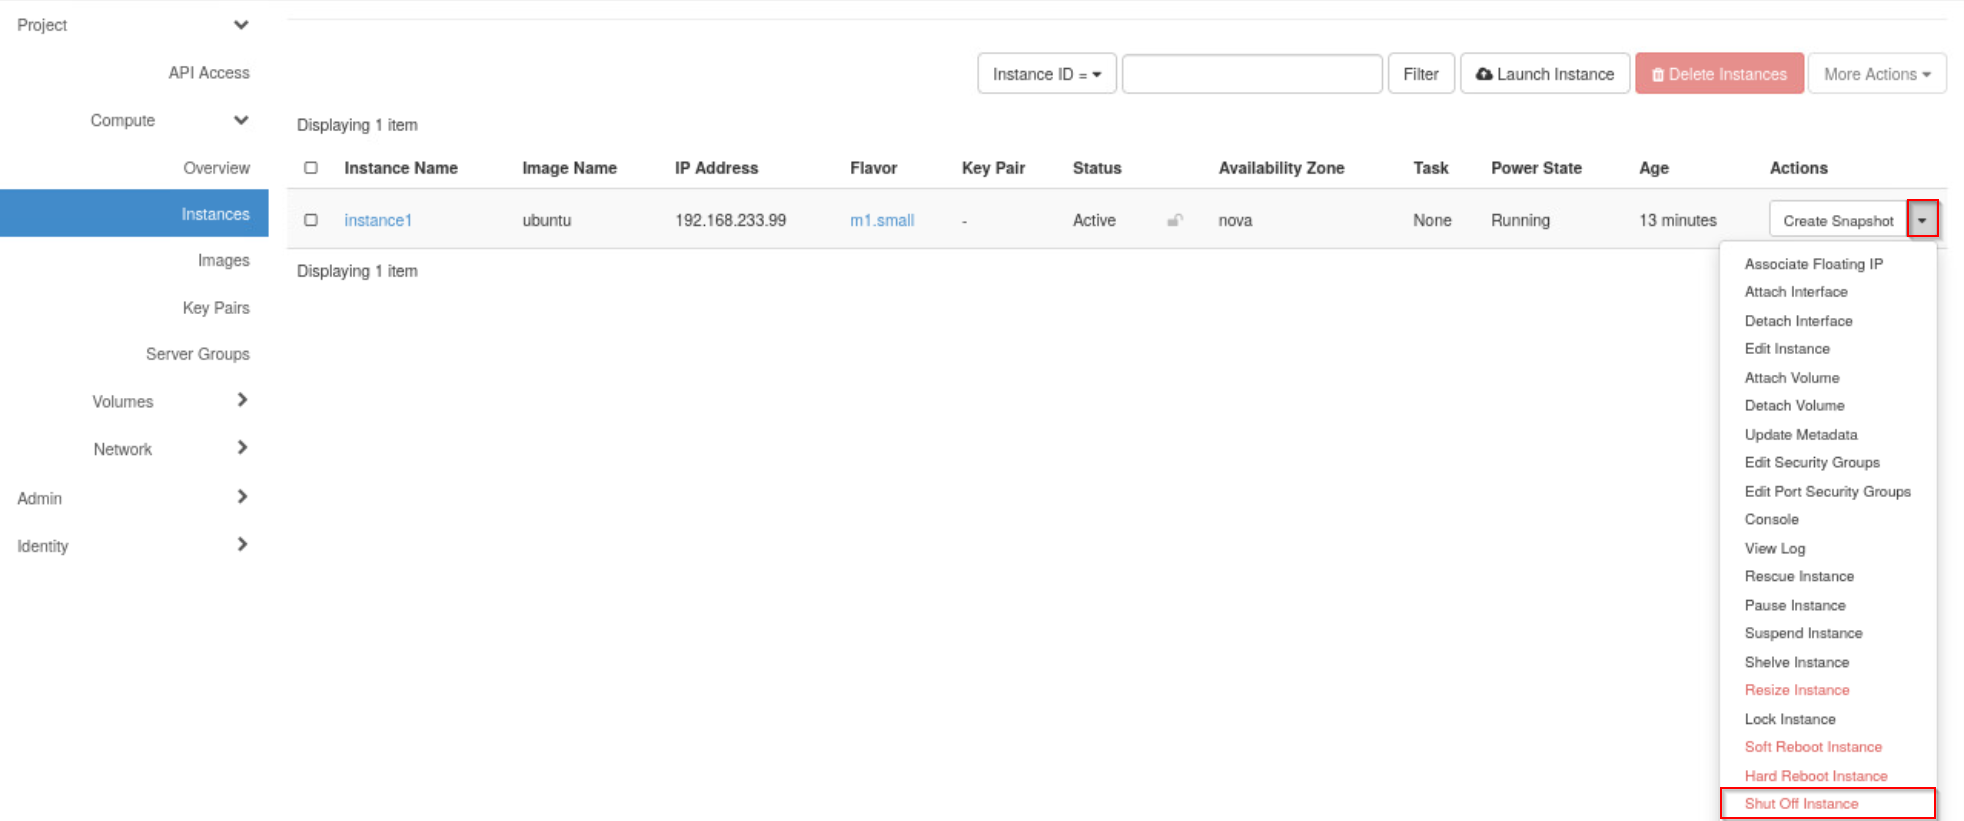 Project
API Access
Compute
Overview
Instances
Images
Key Pairs
Server Groups
Volumes
Network
Admin
Identity
Instance ID = Filter Launch Instance Delete Instances More Actions
Displaying 1 item
Instance Name Image Name IP Address Flavor Key Pair Status Availability Zone Task Power State Age Actions
instance1 ubuntu 192.168.233.99 m1.small - Active nova None Running 13 minutes Create Snapshot
Displaying 1 item
Associate Floating IP
Attach Interface
Detach Interface
Edit Instance
Attach Volume
Detach Volume
Update Metadata
Edit Security Groups
Edit Port Security Groups
Console
View Log
Rescue Instance
Pause Instance
Suspend Instance
Shelve Instance
Resize Instance
Lock Instance
Soft Reboot Instance
Hard Reboot Instance
Shut Off Instance